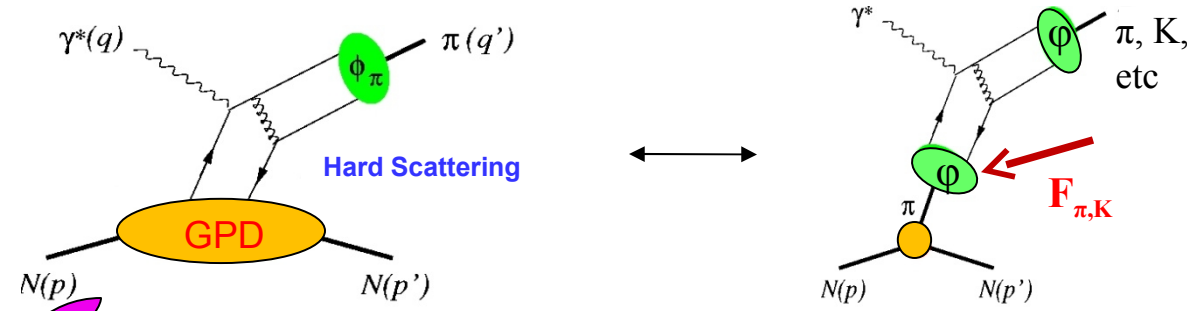 γ*(q)
π(q')
ϕπ
Hard Scattering
GPD
N(p)
N(p')
γ*
φ
π, K,
etc
φ
Fπ,K
π
N(p)
N(p')